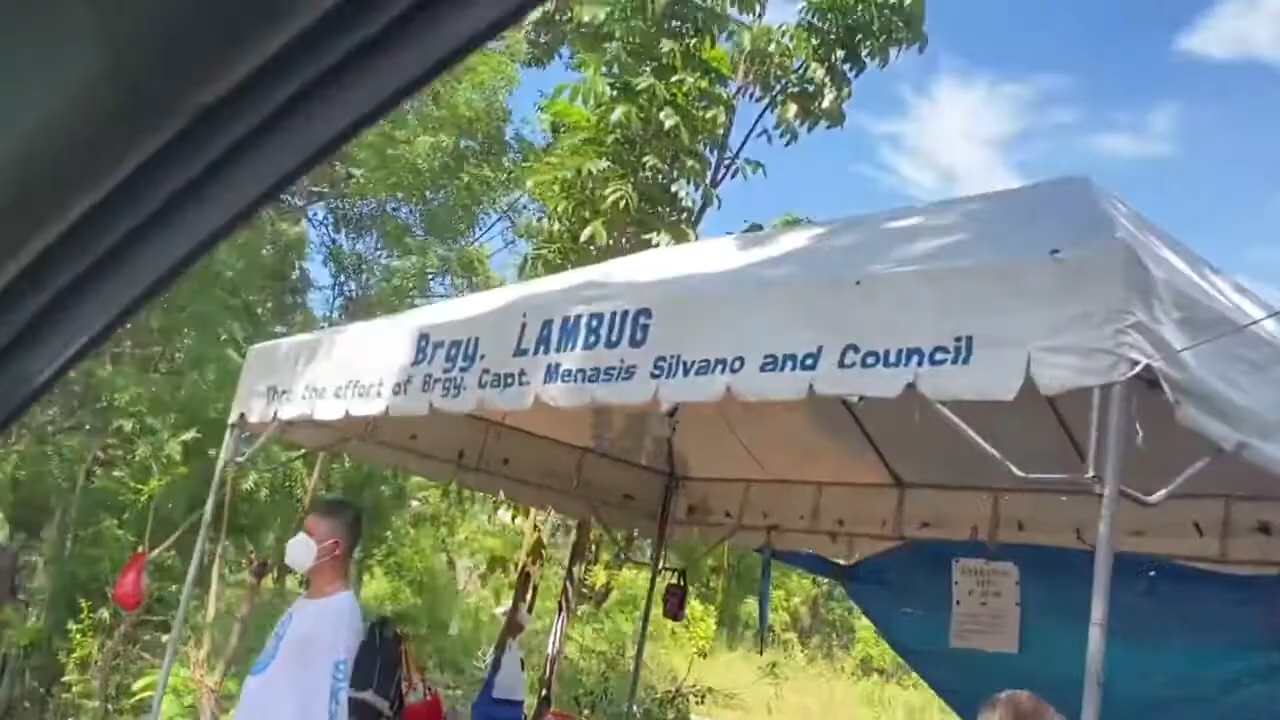 Brgy. LAMBUG
Thru the effort of Brgy. Capt. Menasis Silvano and Council